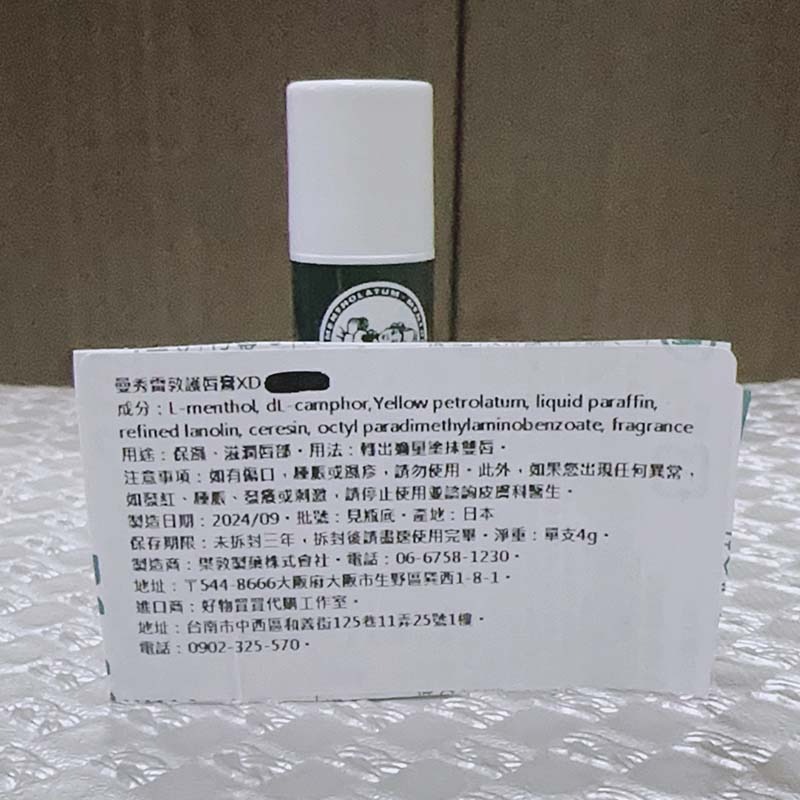 MENTHOLATUM
曼秀雷敦護唇膏XD
成分：L-menthol, dL-camphor,Yellow petrolatum, liquid paraffin,
refined lanolin, ceresin, octyl paradimethylaminobenzoate, fragrance
用途：保濕、滋潤唇部。用法：轉出適量塗抹雙唇。
注意事項：如有傷口，腫脹或濕疹，請勿使用。此外，如果您出現任何異常，
如發紅、腫脹、發癢或刺激，請停止使用並諮詢皮膚科醫生。
製造日期：2024/09。批號：見瓶底。產地：日本
保存期限：未拆封三年，拆封後請盡速使用完畢。淨重：單支4g。
製造商：樂敦製藥株式會社。電話：06-6758-1230。
地址：〒544-8666大阪府大阪市生野區巽西1-8-1。
進口商：好物買買代購工作室。
地址：台南市中西區和善街125巷11弄25號1樓。
電話：0902-325-570。